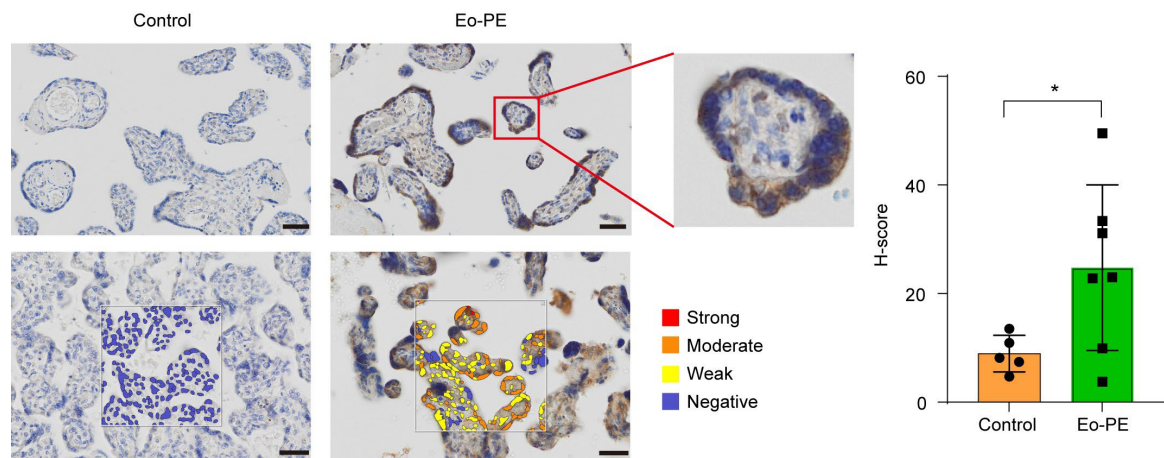 Control
Eo-PE
Strong
Moderate
Weak
Negative
H-score
60
40
20
0
*
Control
Eo-PE